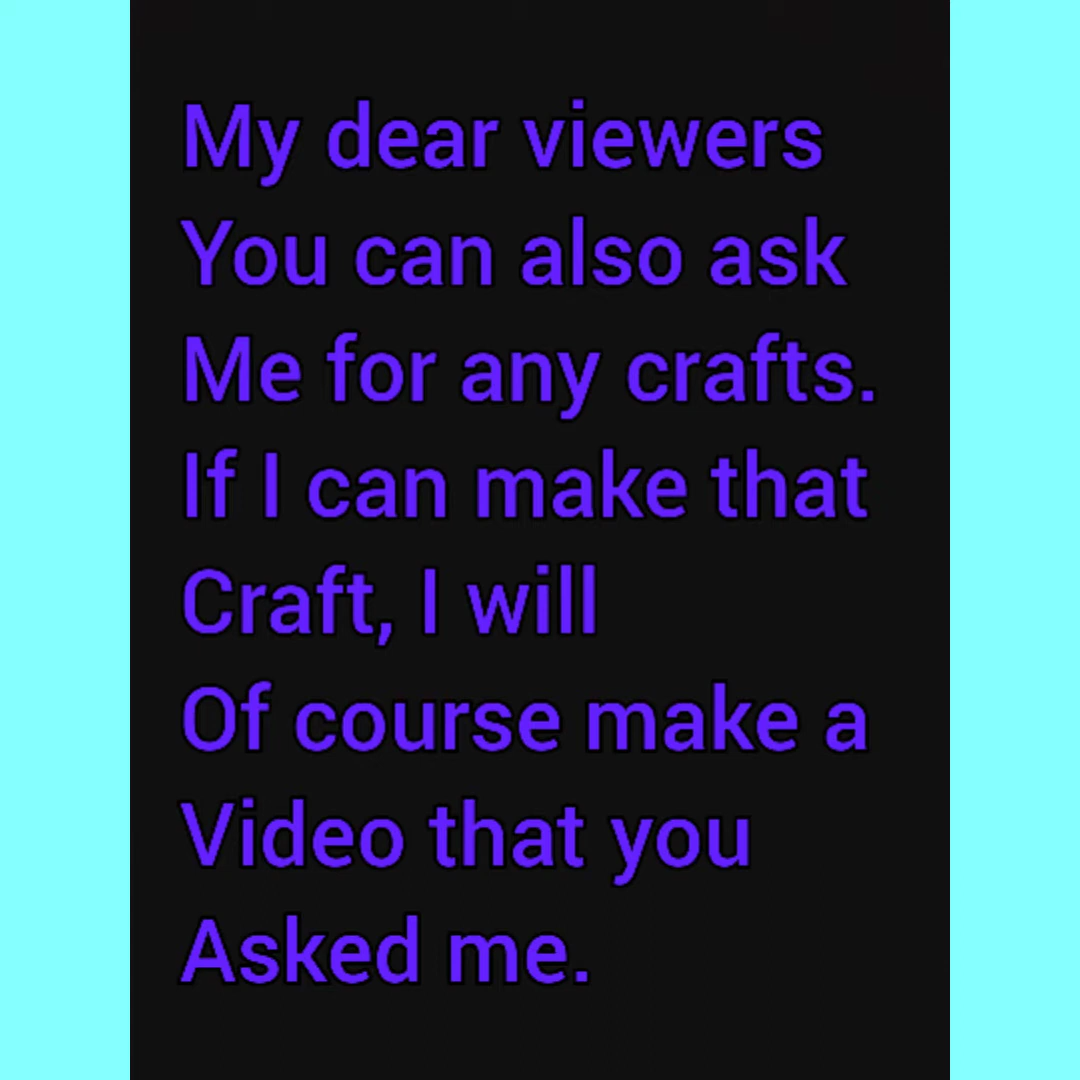 My dear viewers
You can also ask
Me for any crafts.
If I can make that
Craft, I will
Of course make a
Video that you
Asked me.